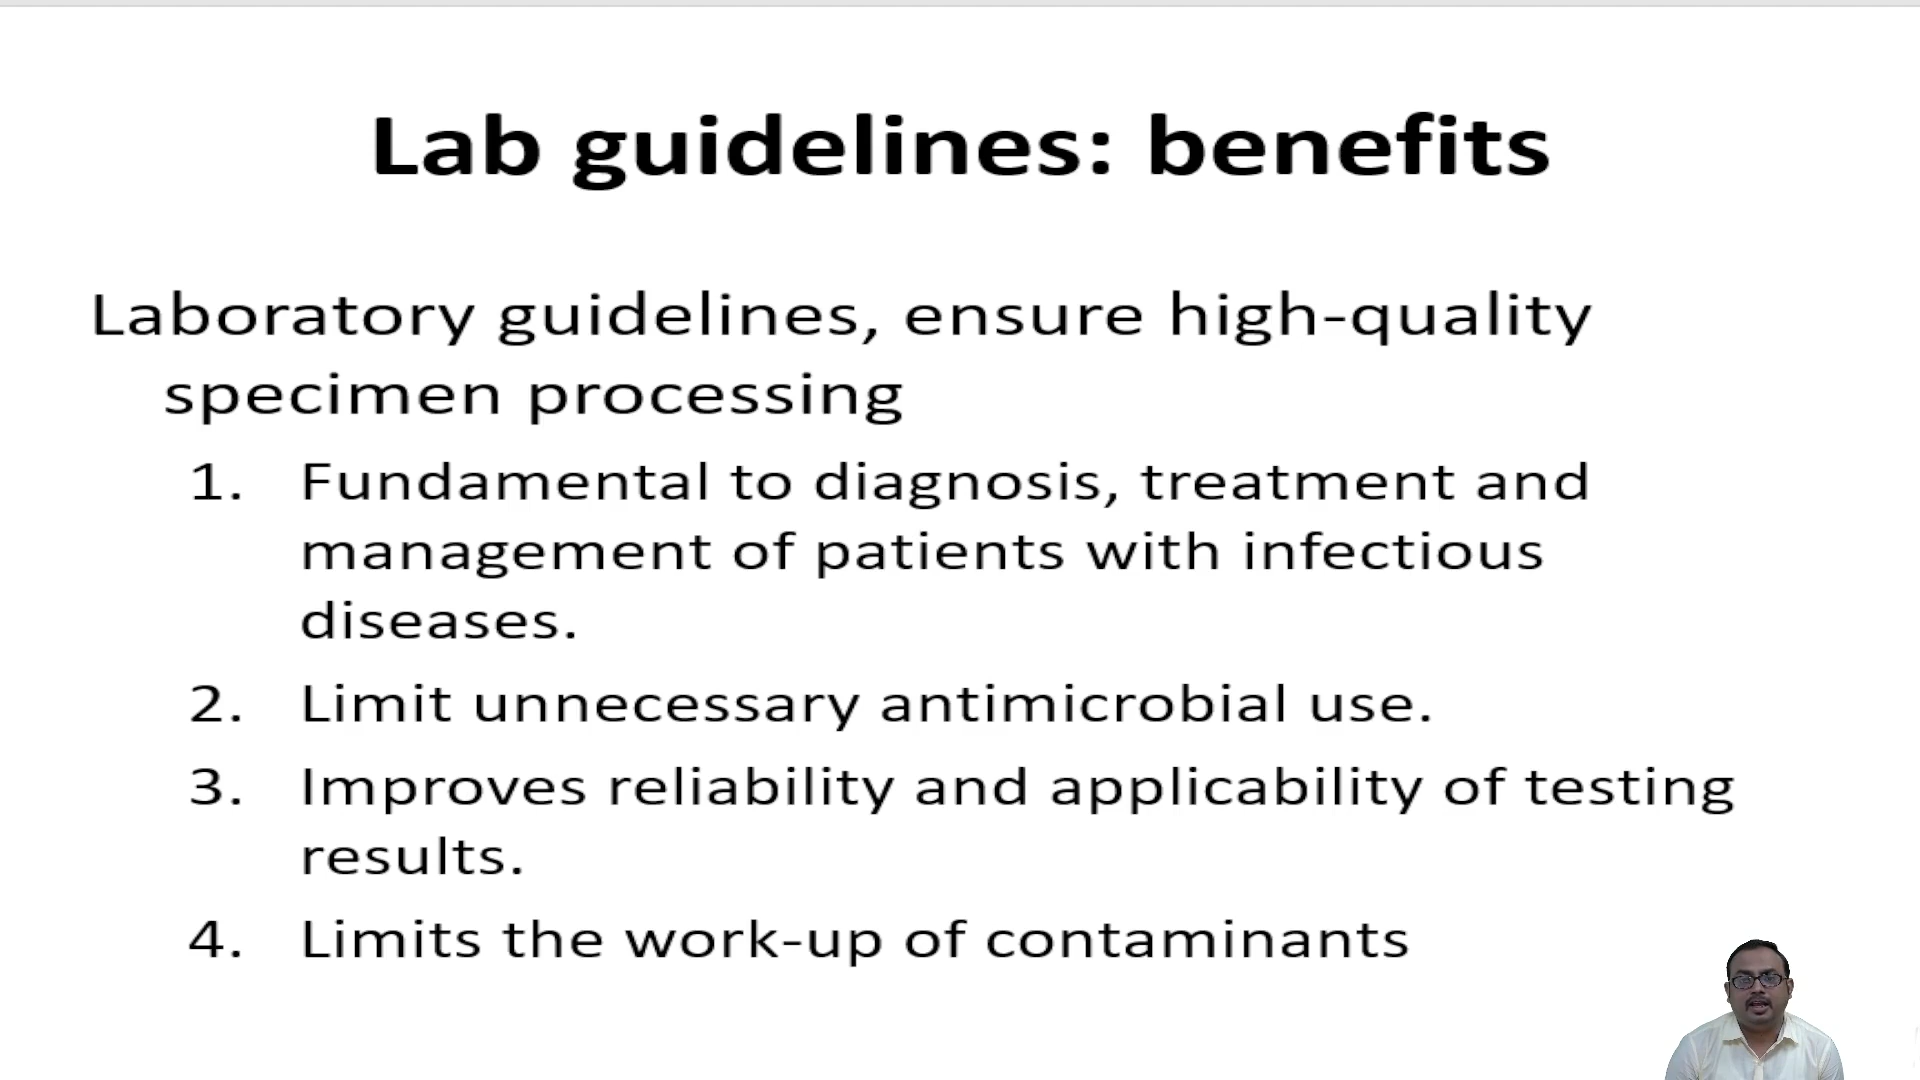 Lab guidelines: benefits
Laboratory guidelines, ensure high-quality
specimen processing
1. Fundamental to diagnosis, treatment and
management of patients with infectious
diseases.
2. Limit unnecessary antimicrobial use.
3. Improves reliability and applicability of testing
results.
4. Limits the work-up of contaminants